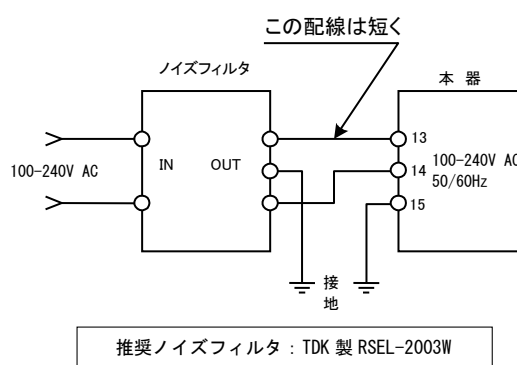 この配線は短く
ノイズフィルタ
本 器
100-240V AC
IN
OUT
13
14
15
100-240V AC
50/60Hz
接
地
推奨ノイズフィルタ : TDK 製 RSEL-2003W